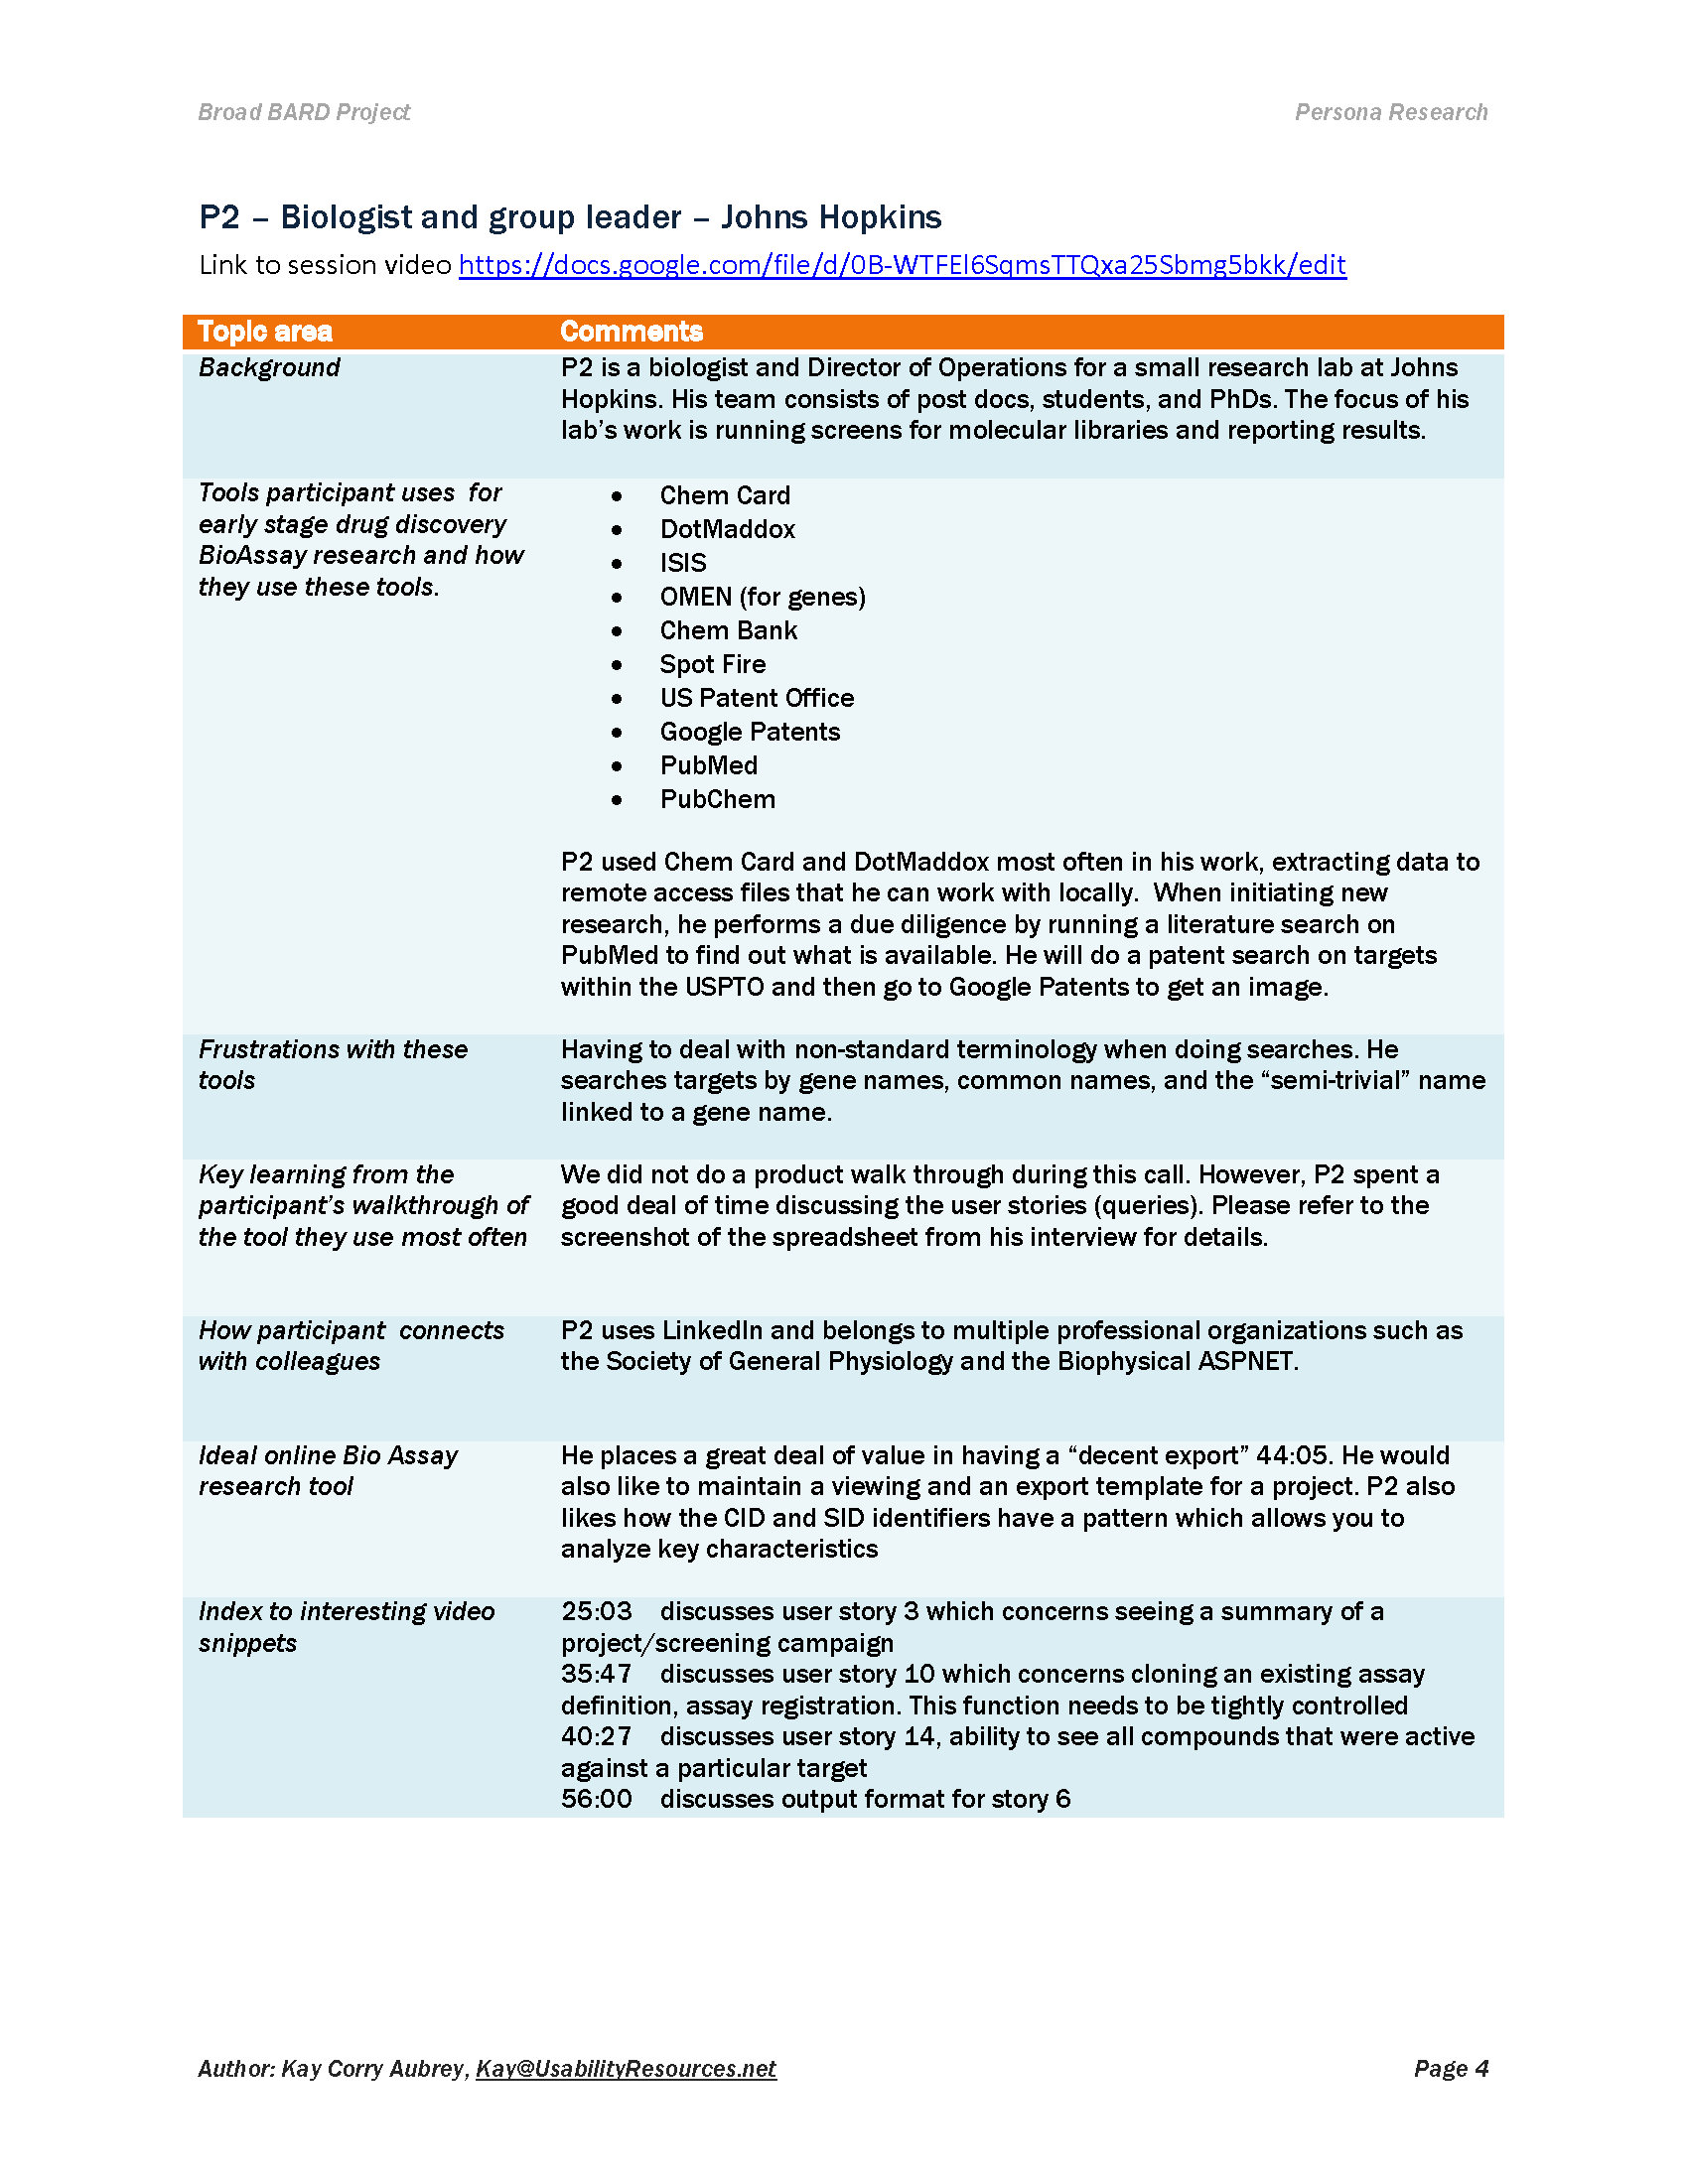 Broad BARD Project Persona Research
P2 – Biologist and group leader – Johns Hopkins
Link to session video https://docs.google.com/file/d/0B-WTFEl6SqmsTTQxa25Sbmg5bkk/edit
Topic area Comments
Background P2 is a biologist and Director of Operations for a small research lab at Johns
Hopkins. His team consists of post docs, students, and PhDs. The focus of his
lab’s work is running screens for molecular libraries and reporting results.
Tools participant uses for
early stage drug discovery
BioAssay research and how
they use these tools.
• Chem Card
• DotMaddox
• ISIS
• OMEN (for genes)
• Chem Bank
• Spot Fire
• US Patent Office
• Google Patents
• PubMed
• PubChem
P2 used Chem Card and DotMaddox most often in his work, extracting data to
remote access files that he can work with locally. When initiating new
research, he performs a due diligence by running a literature search on
PubMed to find out what is available. He will do a patent search on targets
within the USPTO and then go to Google Patents to get an image.
Frustrations with these
tools
Having to deal with non-standard terminology when doing searches. He
searches targets by gene names, common names, and the “semi-trivial” name
linked to a gene name.
Key learning from the
participant’s walkthrough of
the tool they use most often
We did not do a product walk through during this call. However, P2 spent a
good deal of time discussing the user stories (queries). Please refer to the
screenshot of the spreadsheet from his interview for details.
How participant connects
with colleagues
P2 uses LinkedIn and belongs to multiple professional organizations such as
the Society of General Physiology and the Biophysical ASPNET.
Ideal online Bio Assay
research tool
He places a great deal of value in having a “decent export” 44:05. He would
also like to maintain a viewing and an export template for a project. P2 also
likes how the CID and SID identifiers have a pattern which allows you to
analyze key characteristics
Index to interesting video
snippets
25:03 discusses user story 3 which concerns seeing a summary of a
project/screening campaign
35:47 discusses user story 10 which concerns cloning an existing assay
definition, assay registration. This function needs to be tightly controlled
40:27 discusses user story 14, ability to see all compounds that were active
against a particular target
56:00 discusses output format for story 6
Author: Kay Corry Aubrey, Kay@UsabilityResources.net Page 4